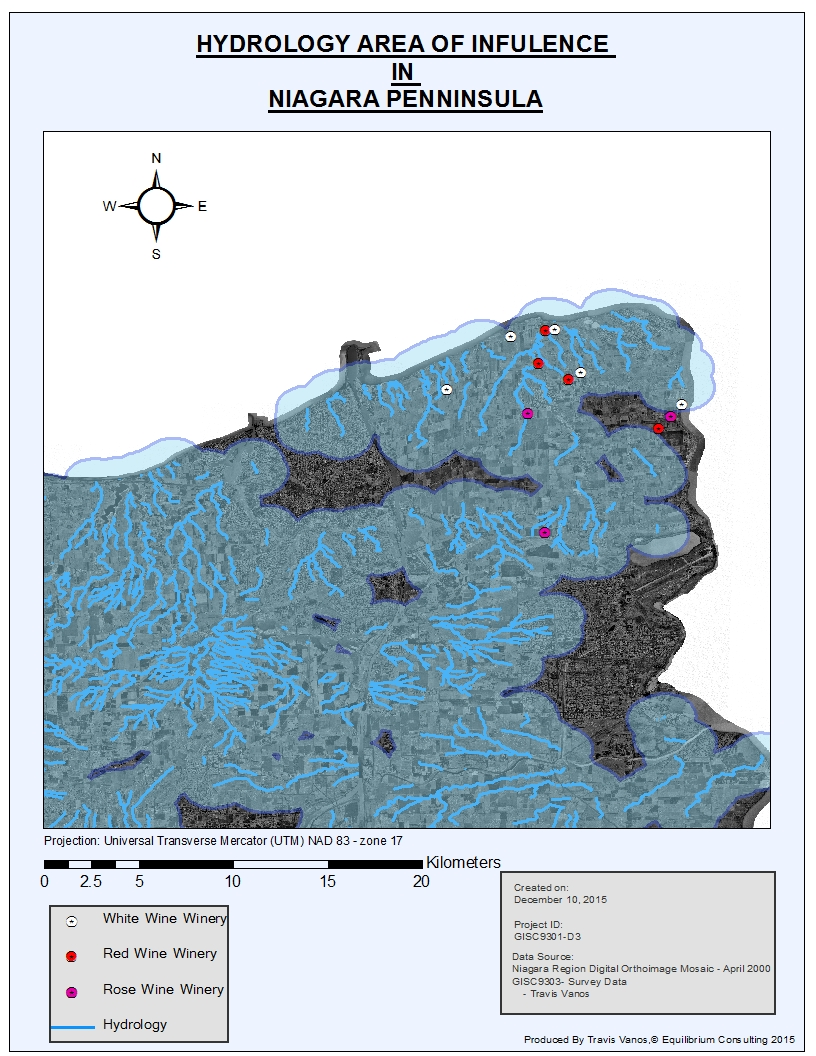 HYDROLOGY AREA OF INFULENCE
IN
NIAGARA PENNINSULA
N
W E
S
Projection: Universal Transverse Mercator (UTM) NAD 83 - zone 17
Kilometers
0 2.5 5 10 15 20
White Wine Winery
Red Wine Winery
Rose Wine Winery
Hydrology
Created on:
December 10, 2015
Project ID:
GISC9301-D3
Data Source:
Niagara Region Digital Orthoimage Mosaic - April 2000
GISC9303- Survey Data
- Travis Vanos
Produced By Travis Vanos,© Equilibrium Consulting 2015